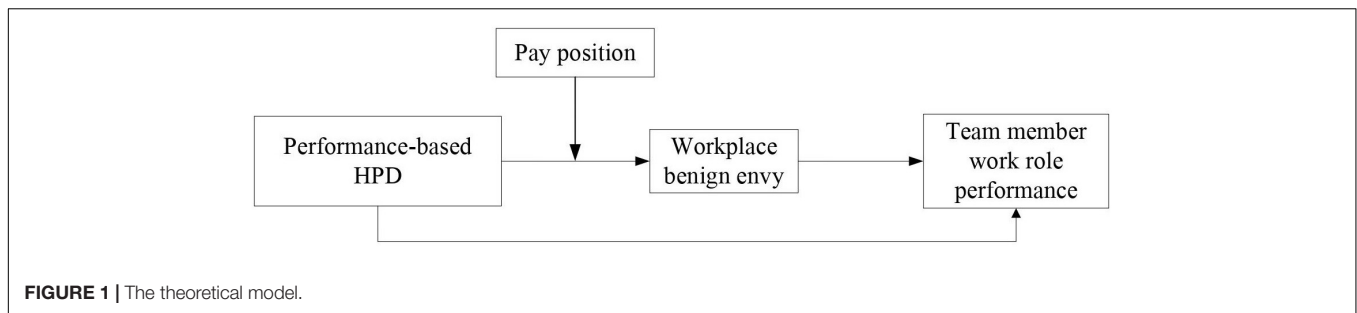 Pay position
Performance-based
HPD
Workplace
benign envy
Team member
work role
performance
FIGURE 1 | The theoretical model.